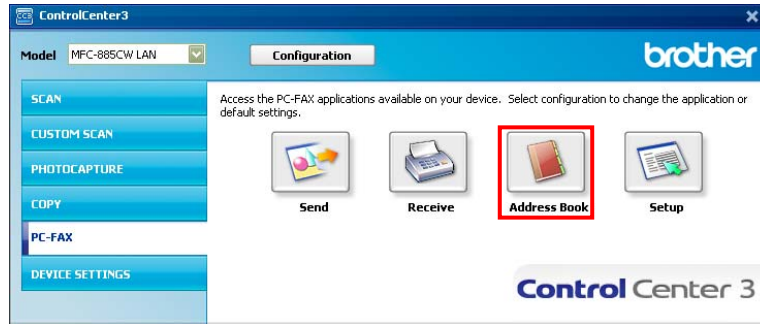 ControlCenter3
Model MFC-885CW LAN Configuration brother
SCAN
CUSTOM SCAN
PHOTOCAPTURE
COPY
PC-FAX
DEVICE SETTINGS
Access the PC-FAX applications available on your device. Select configuration to change the application or
default settings.
Send Receive Address Book Setup
Control Center 3